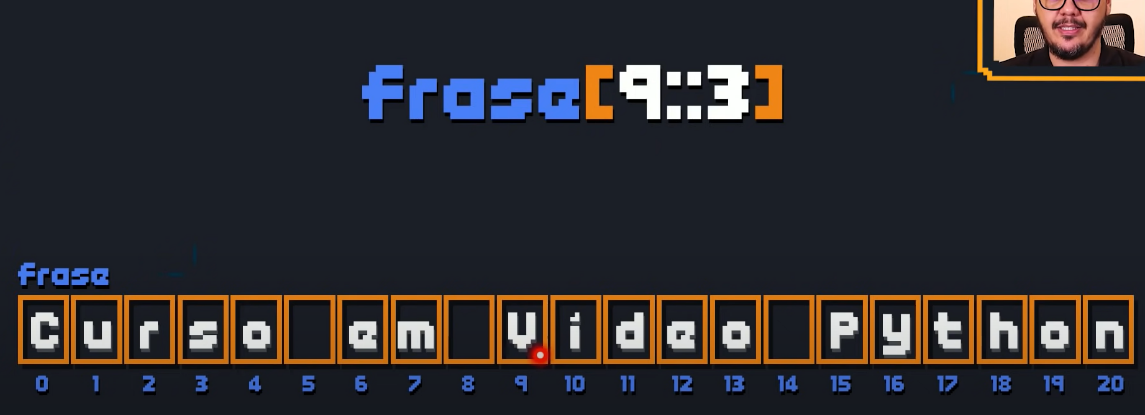 frase[9::3]
frase
C u r s o e m V í d e o P y t h o n
0 1 2 3 4 5 6 7 8 9 10 11 12 13 14 15 16 17 18 19 20